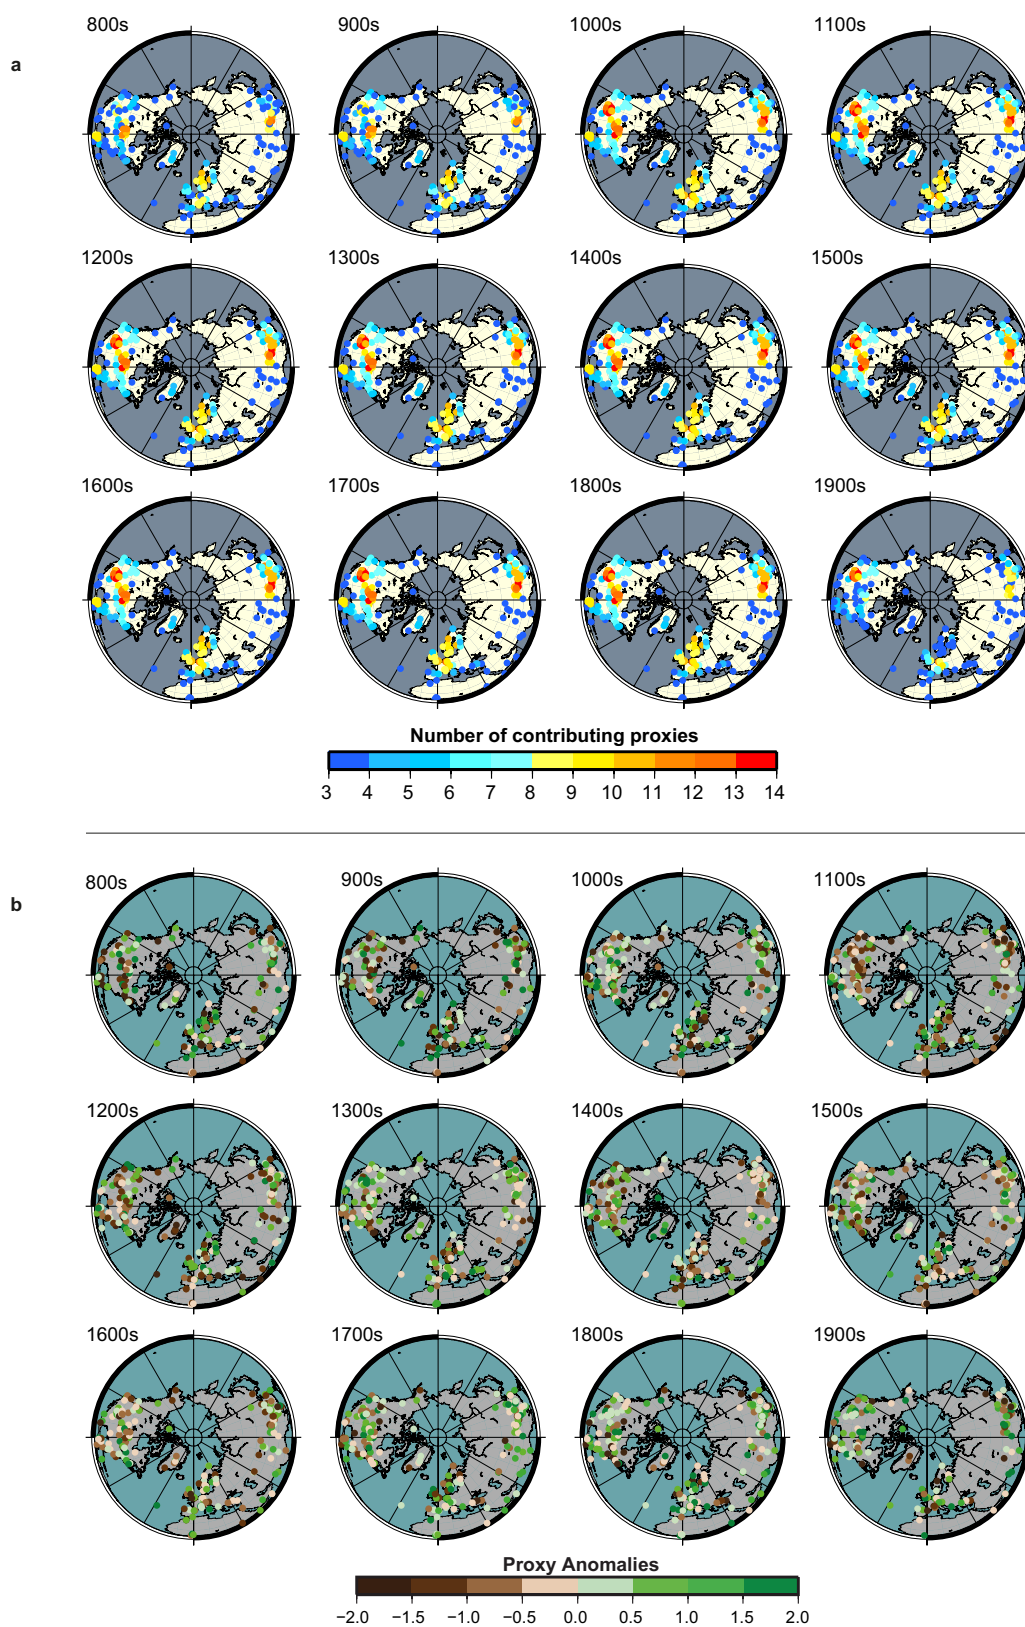 a
800s 900s 1000s 1100s
1200s 1300s 1400s 1500s
1600s 1700s 1800s 1900s
Number of contributing proxies
3 4 5 6 7 8 9 10 11 12 13 14
b
800s 900s 1000s 1100s
1200s 1300s 1400s 1500s
1600s 1700s 1800s 1900s
Proxy Anomalies
−2.0 −1.5 −1.0 −0.5 0.0 0.5 1.0 1.5 2.0